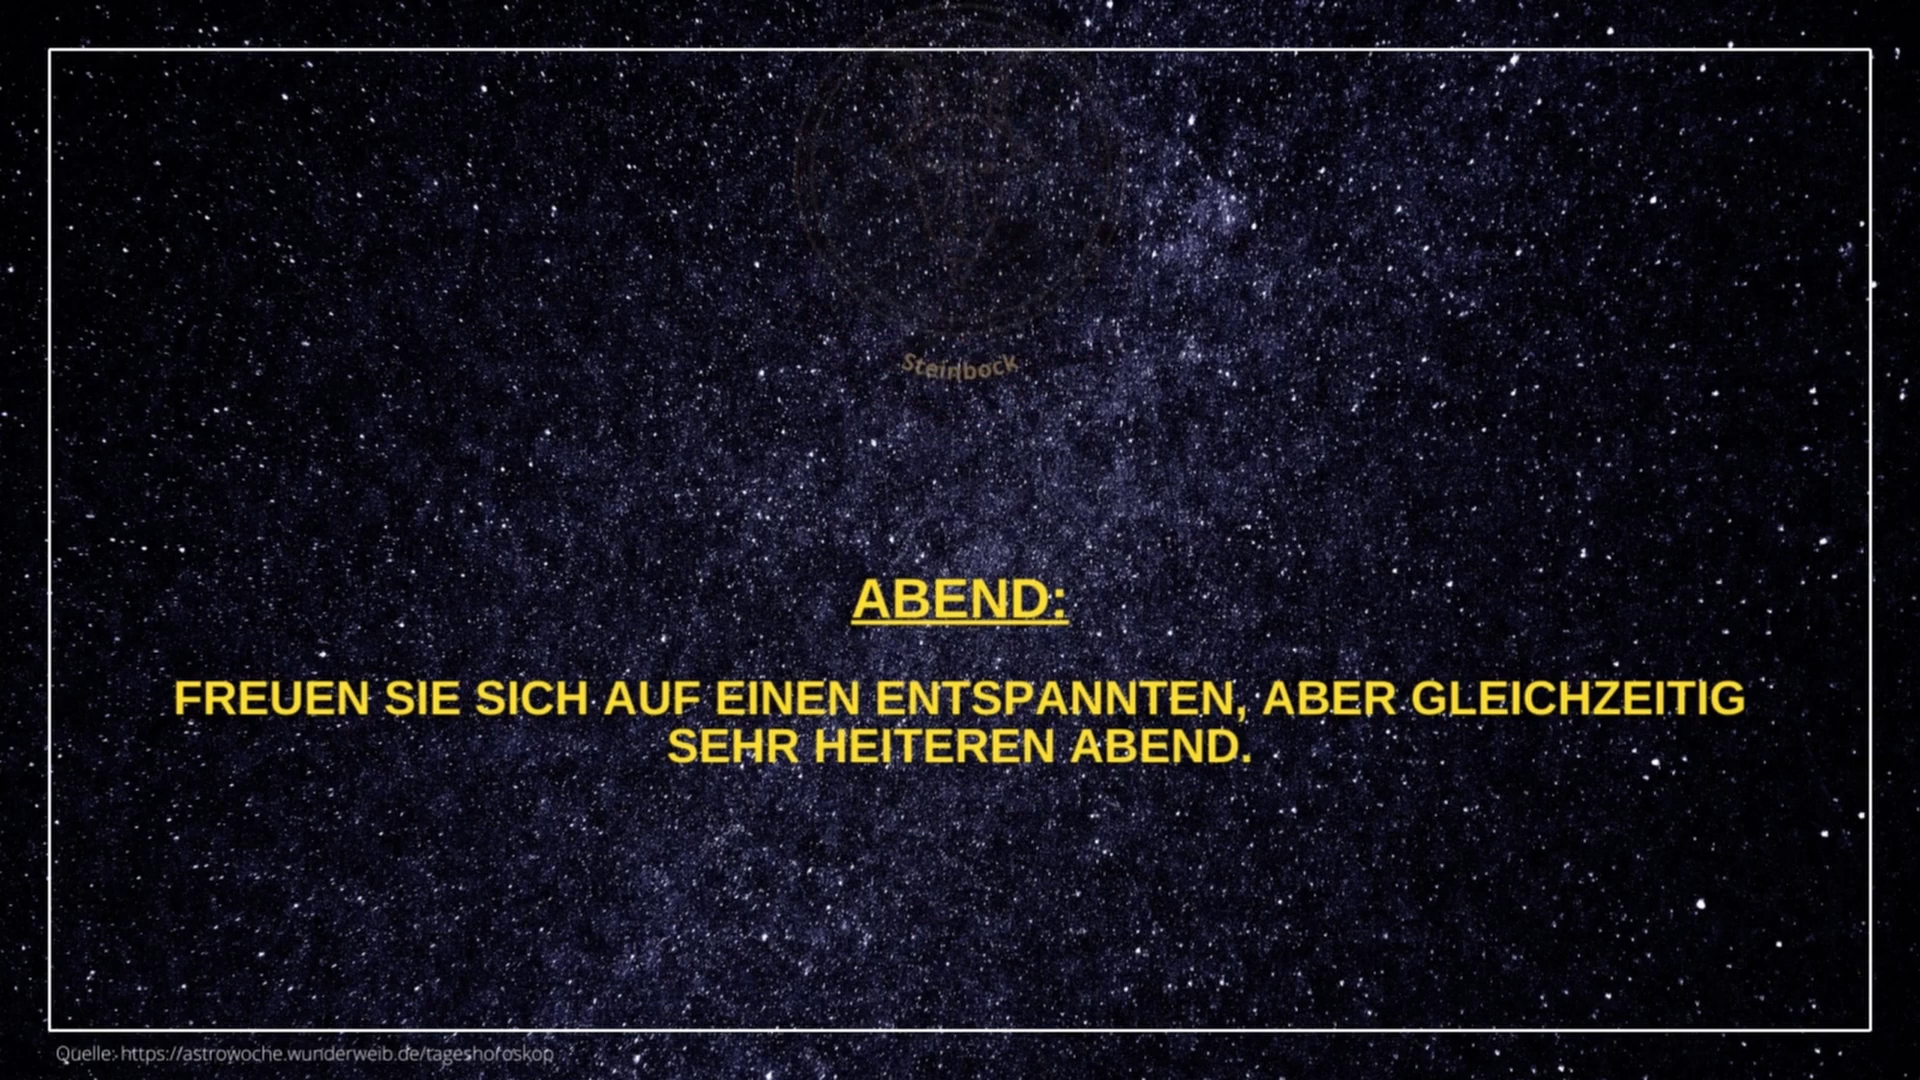 Steinbock
ABEND:
FREUEN SIE SICH AUF EINEN ENTSPANNTEN, ABER GLEICHZEITIG
SEHR HEITEREN ABEND.
Quelle: https://astrowoche.wunderweib.de/tageshoroskop